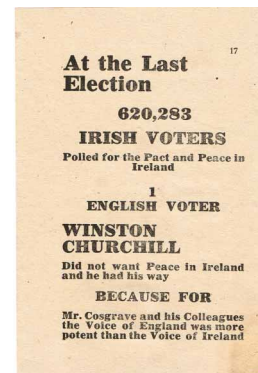 17
At the Last
Election
620,283
IRISH VOTERS
Polled for the Pact and Peace in
Ireland
1
ENGLISH VOTER
WINSTON
CHURCHILL
Did not want Peace in Ireland
and he had his way
BECAUSE FOR
Mr. Cosgrave and his Colleagues
the Voice of England was more
potent than the Voice of Ireland